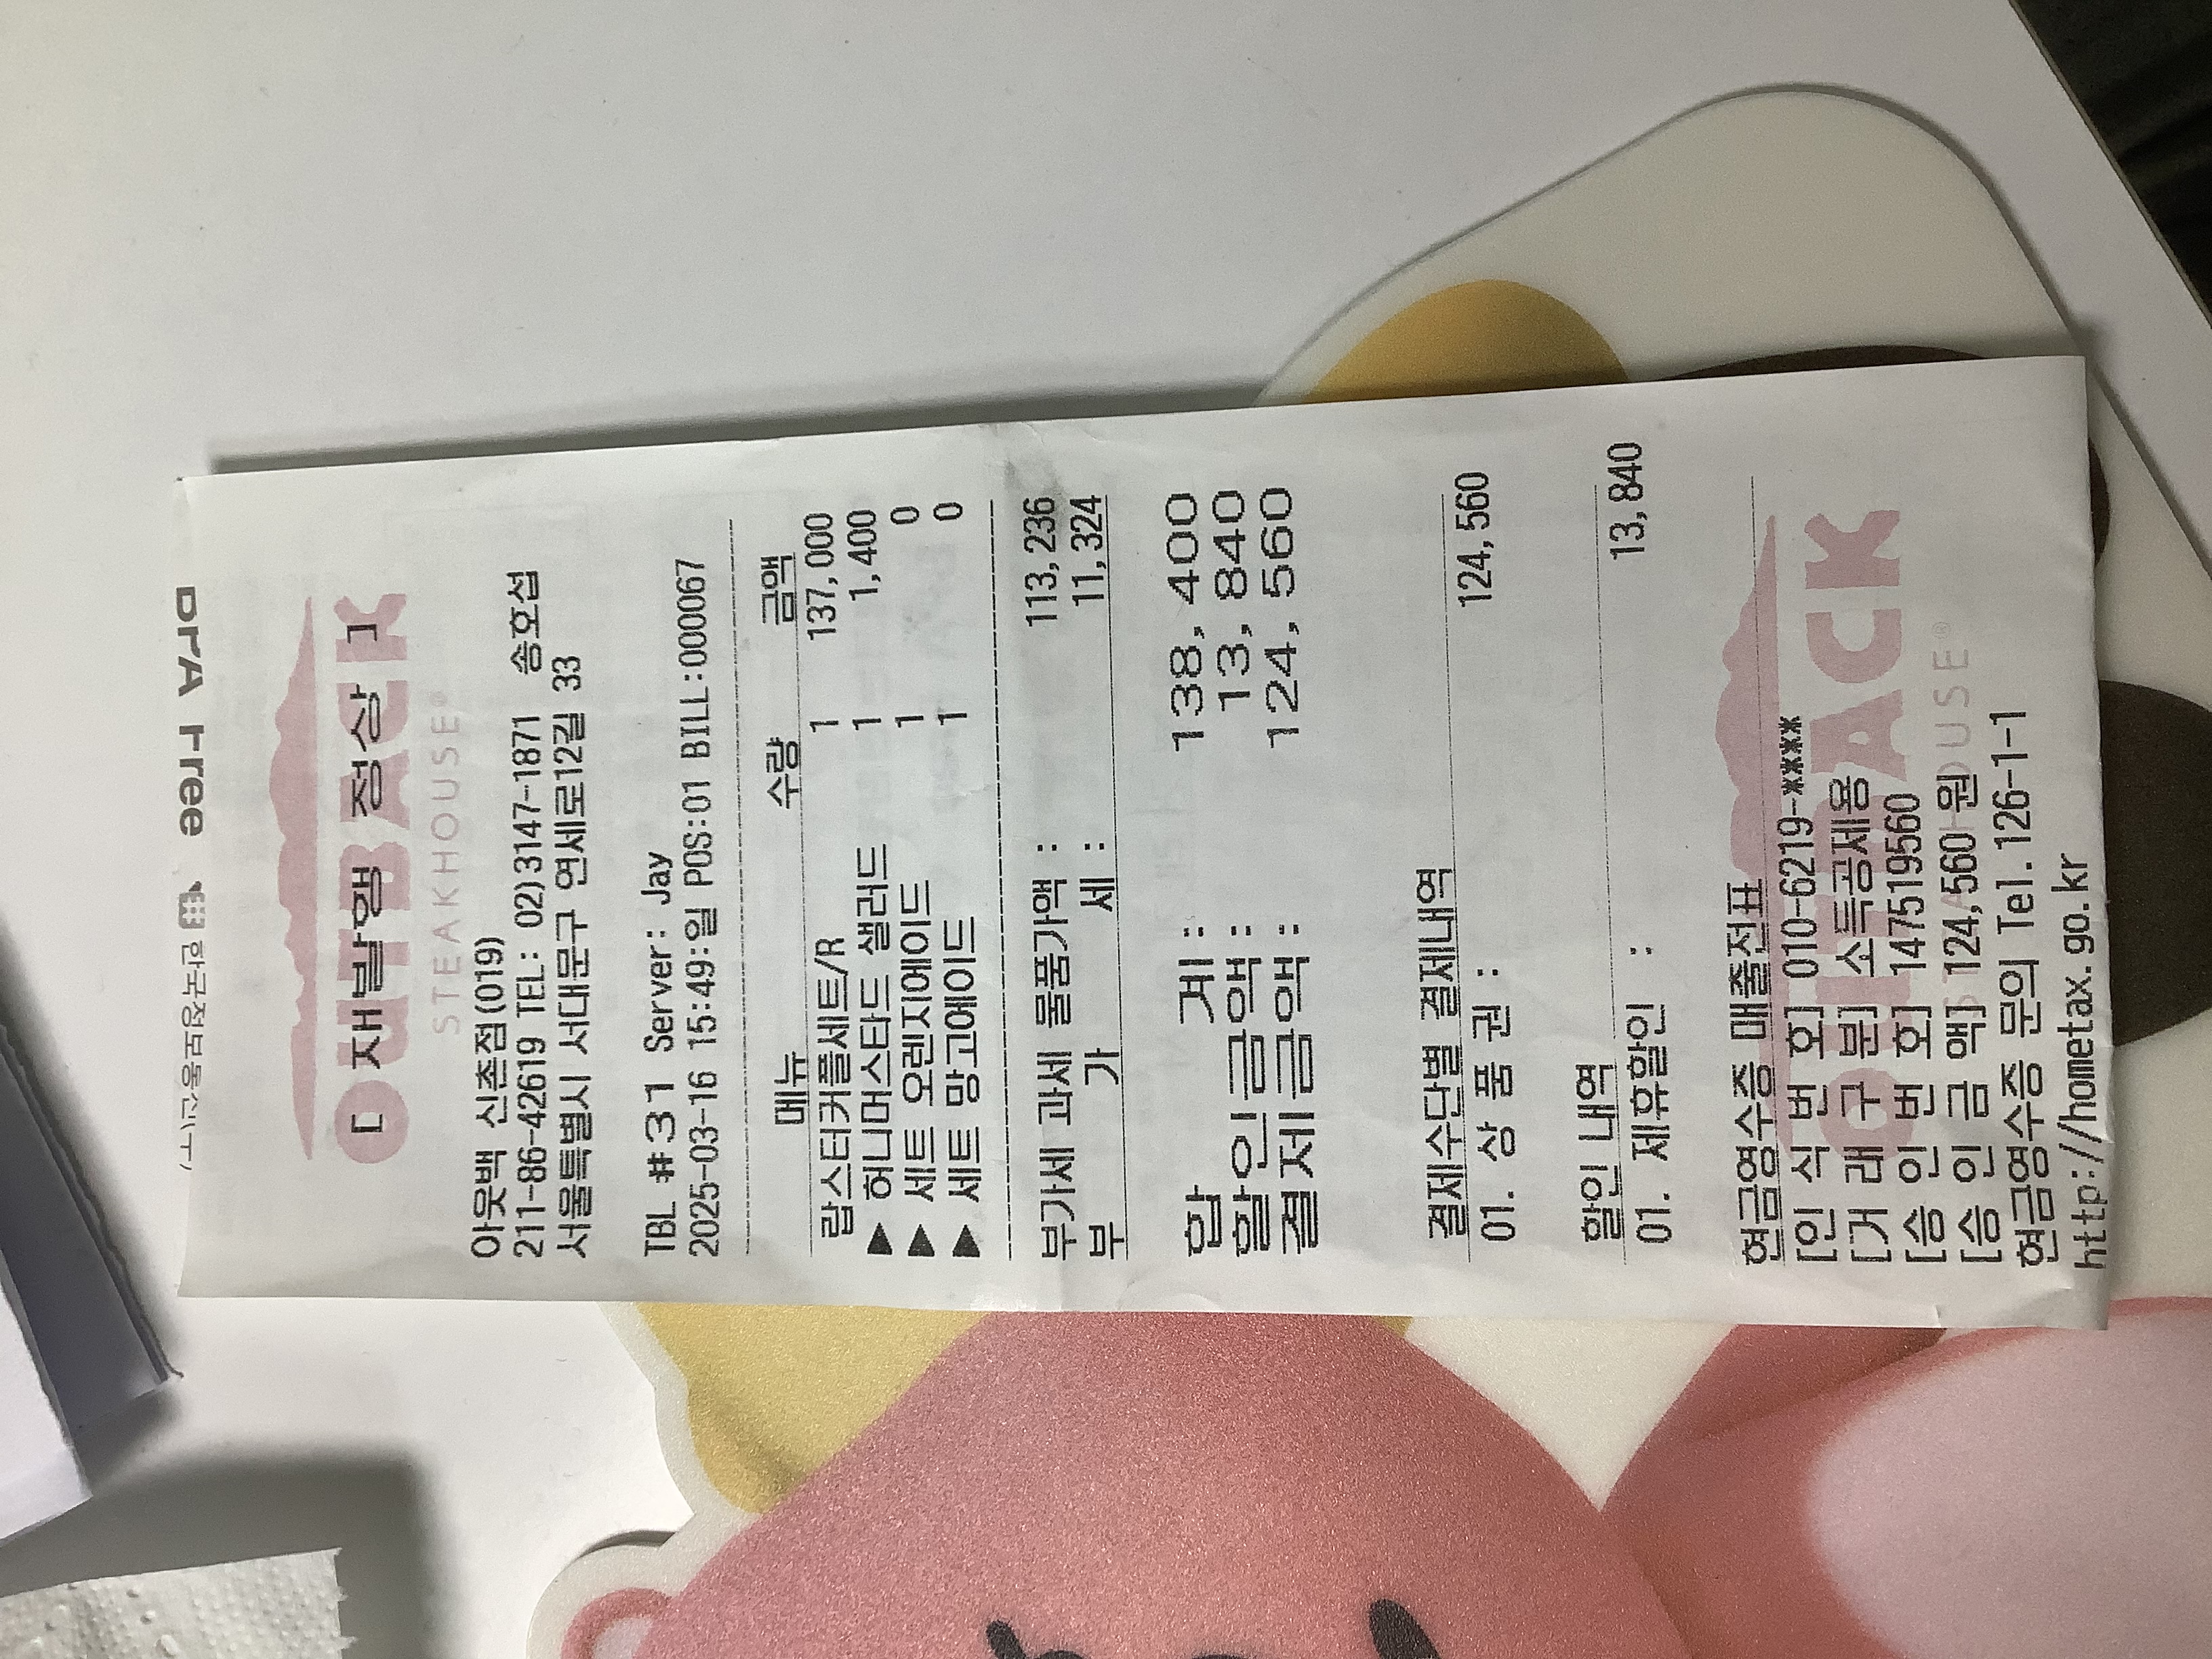 BPA Free 한국정보통신(주)
OUTBACK
[ 재발행 정상 ]
STEAKHOUSE®
아웃백 신촌점(019)
211-86-42619 TEL: 02)3147-1871 송호섭
서울특별시 서대문구 연세로12길 33
TBL #31 Server: Jay
2025-03-16 15:49:일 POS:01 BILL:000067
메뉴 수량 금액
랍스터커플세트/R 1 137,000
▶ 허니머스타드 샐러드 1 1,400
▶ 세트 오렌지에이드 1 0
▶ 세트 망고에이드 1 0
부가세 과세 물품가액 : 113,236
부 가 세 : 11,324
합 계 : 138,400
할인금액 : 13,840
결제금액 : 124,560
결제수단별 결제내역
01. 상 품 권 : 124,560
할인 내역
01. 제휴할인 : 13,840
현금영수증 매출전표
[인 식 번 호] 010-6219-****
[거 래 구 분] 소득공제용
OUTBACK
[승 인 번 호] 147519560
[승 인 금 액] 124,560 원
STEAKHOUSE®
현금영수증 문의 Tel.126-1-1
http://hometax.go.kr